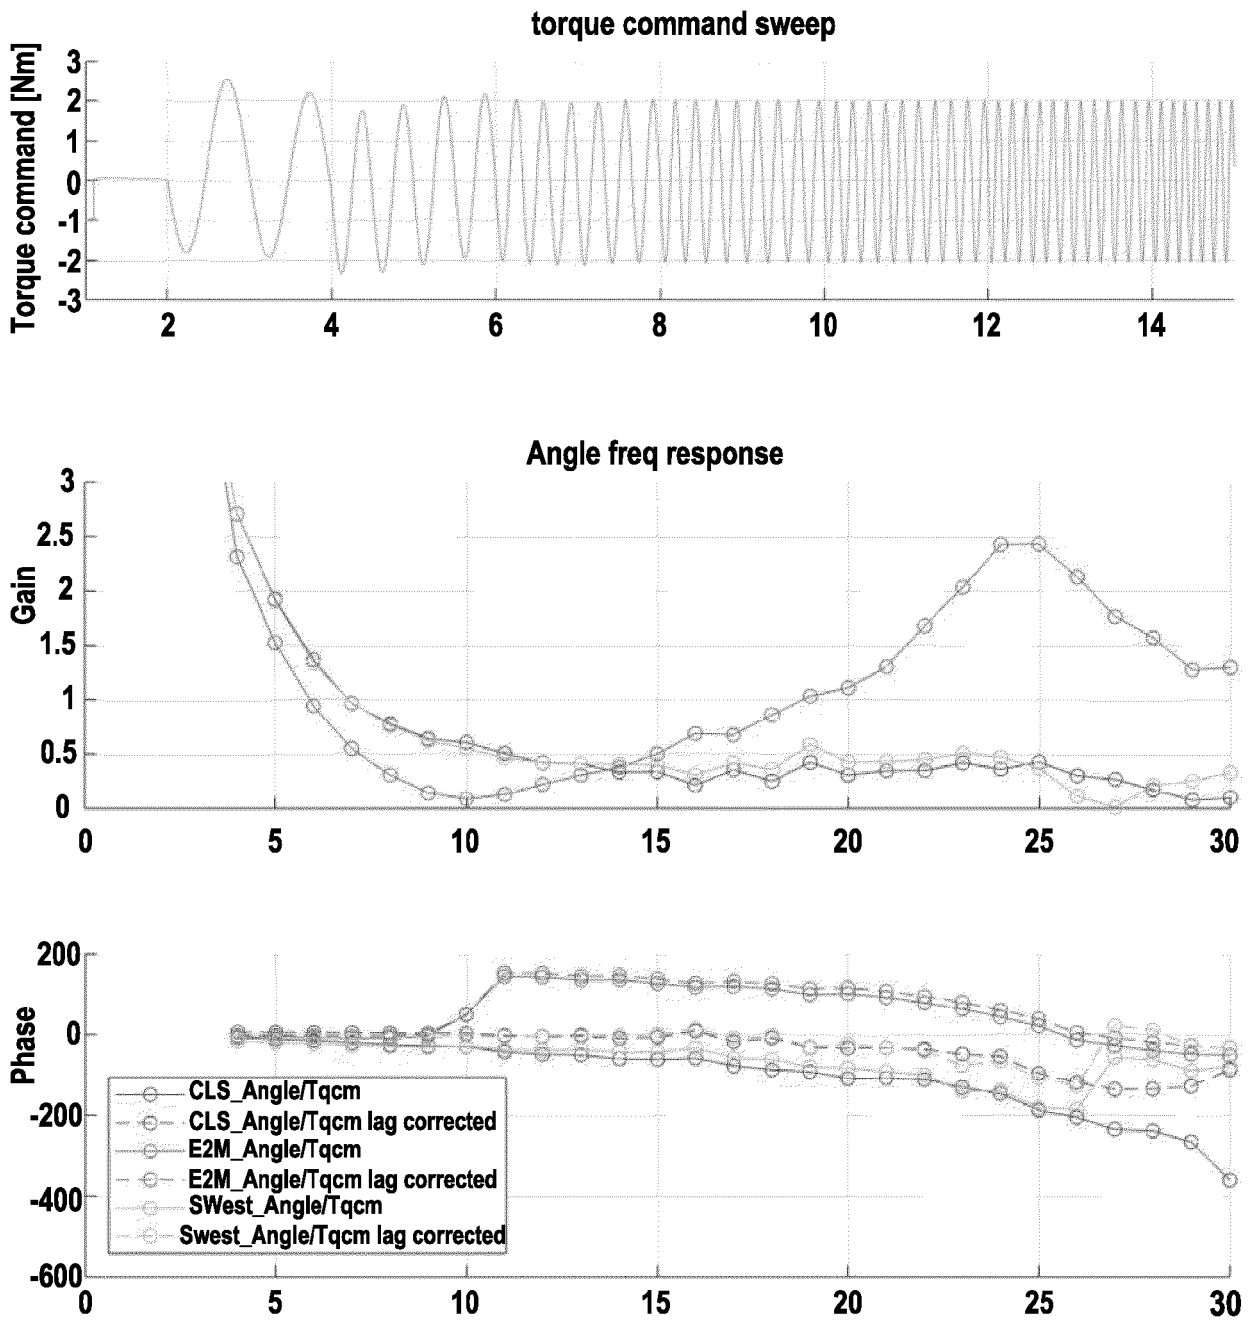 torque command sweep
Torque command [Nm]
3
2
1
0
-1
-2
-3
2 4 6 8 10 12 14
Angle freq response
Gain
3
2.5
2
1.5
1
0.5
0
0 5 10 15 20 25 30
Phase
200
0
-200
-400
-600
CLS_Angle/Tqcm
CLS_Angle/Tqcm lag corrected
E2M_Angle/Tqcm
E2M_Angle/Tqcm lag corrected
SWest_Angle/Tqcm
Swest_Angle/Tqcm lag corrected
0 5 10 15 20 25 30